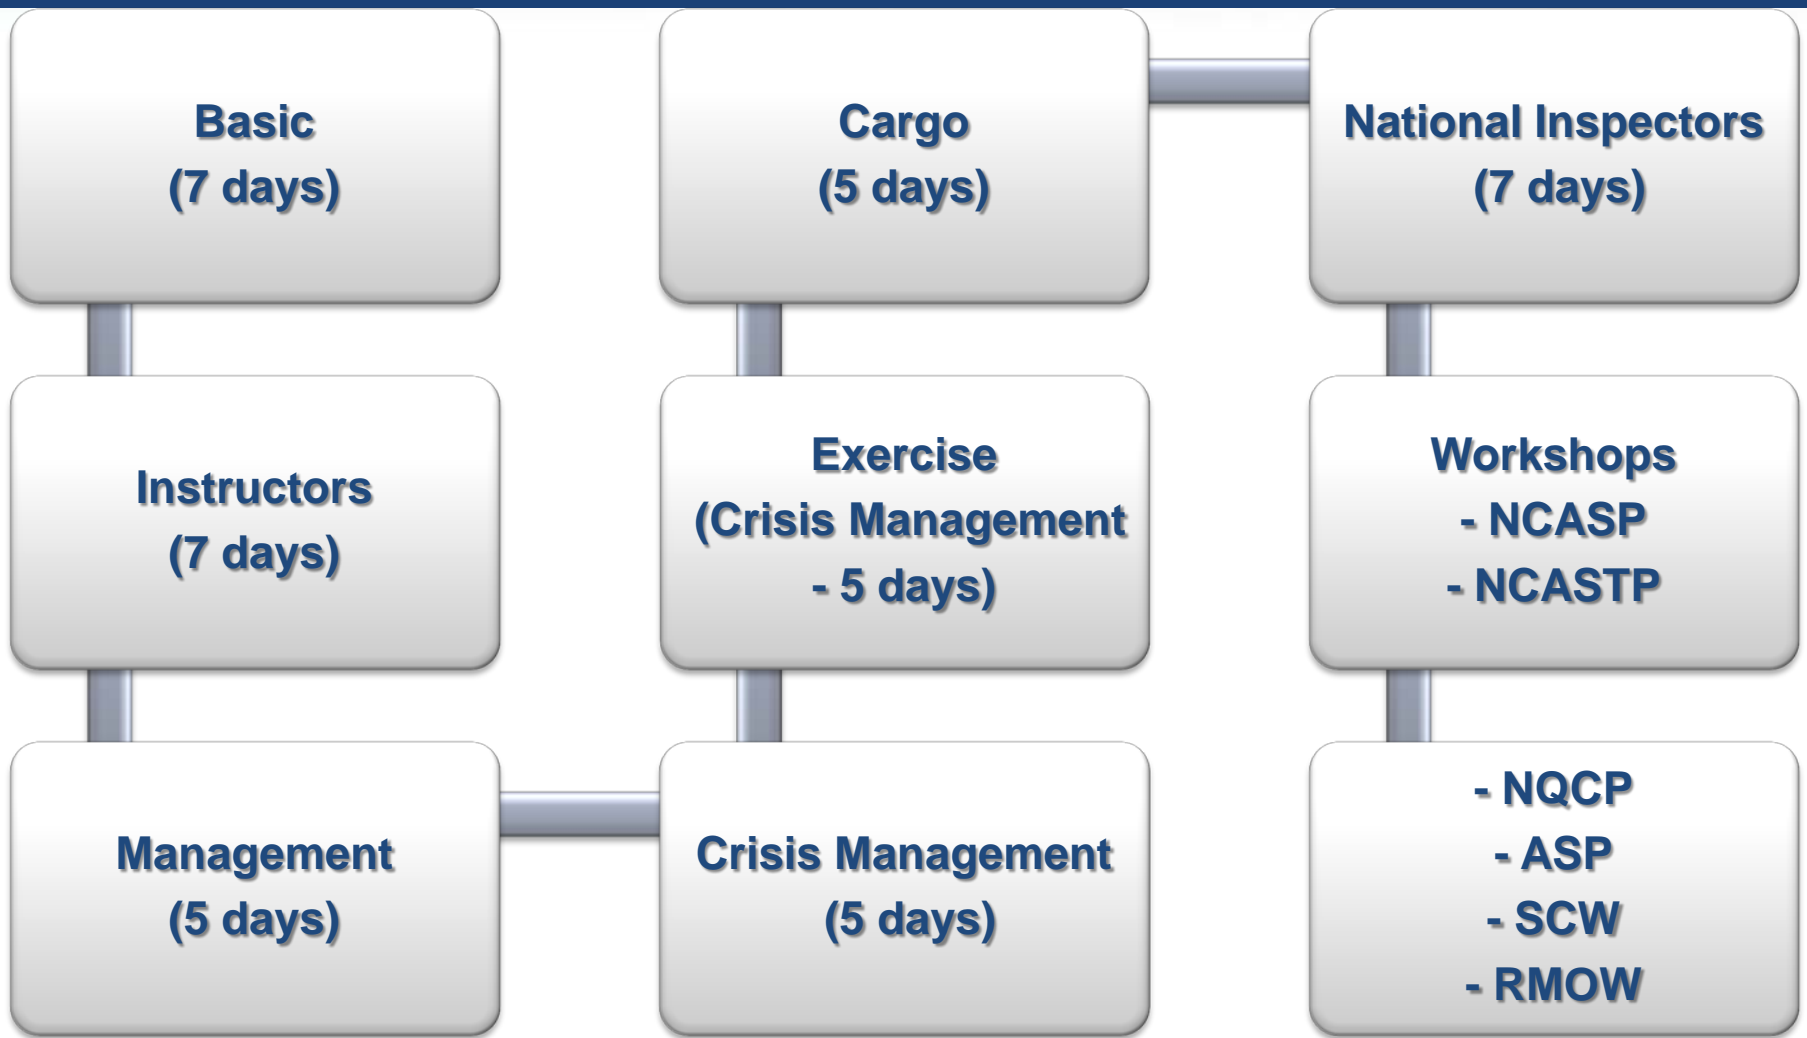 Basic
(7 days)
Instructors
(7 days)
Management
(5 days)
Crisis Management
(5 days)
Exercise
(Crisis Management
- 5 days)
Cargo
(5 days)
National Inspectors
(7 days)
Workshops
- NCASP
- NCASTP
- NQCP
- ASP
- SCW
- RMOW